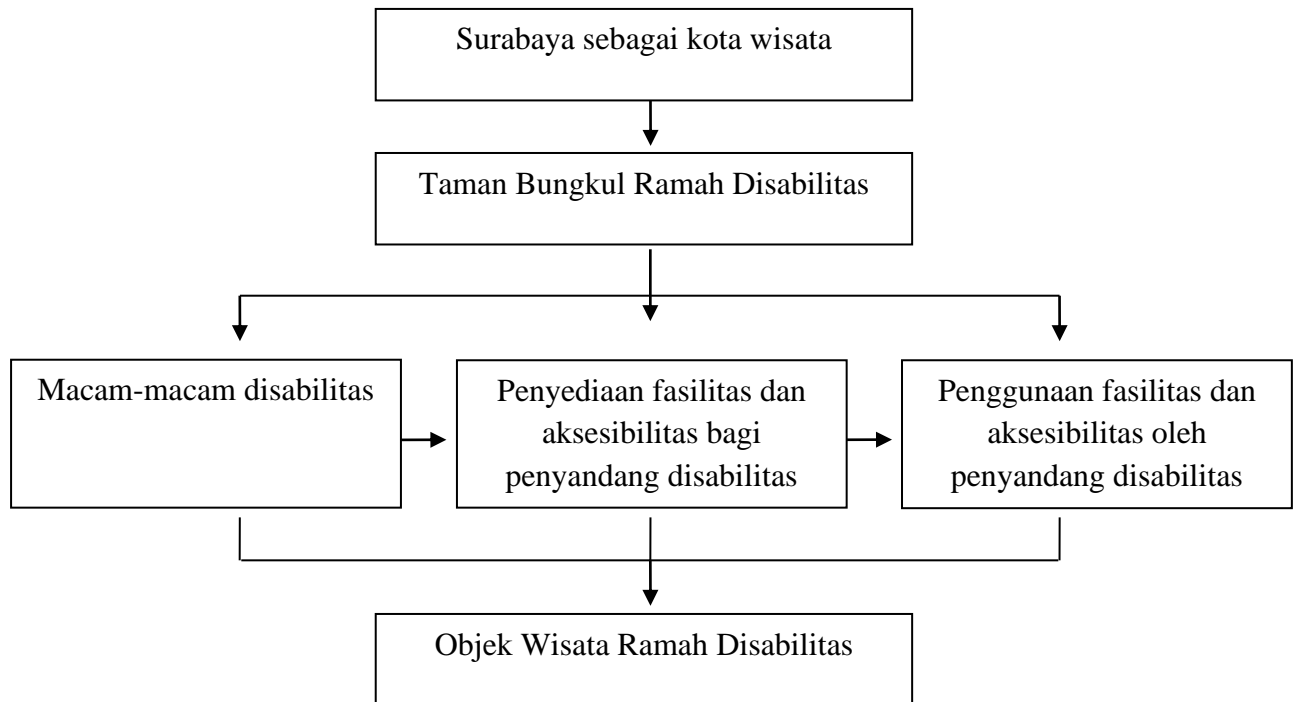 Surabaya sebagai kota wisata
Taman Bungkul Ramah Disabilitas
Macam-macam disabilitas
Penyediaan fasilitas dan
aksesibilitas bagi
penyandang disabilitas
Penggunaan fasilitas dan
aksesibilitas oleh
penyandang disabilitas
Objek Wisata Ramah Disabilitas